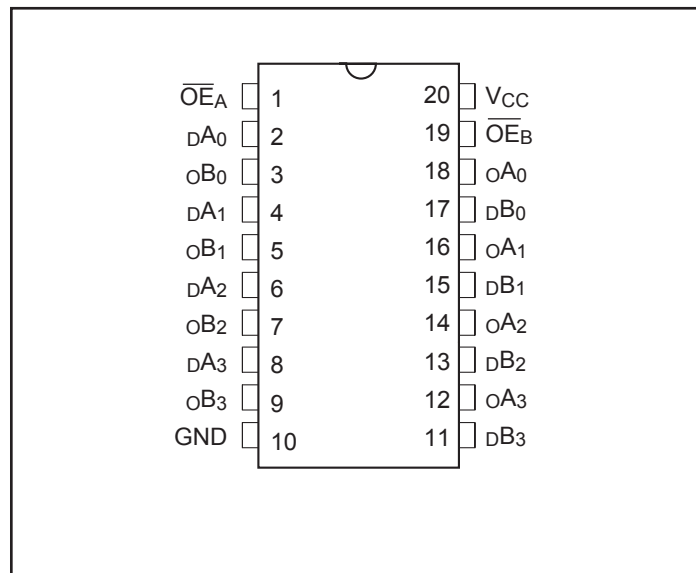 O̅E̅A 1 20 VCC
DA0 2 19 O̅E̅B
OB0 3 18 OA0
DA1 4 17 DB0
OB1 5 16 OA1
DA2 6 15 DB1
OB2 7 14 OA2
DA3 8 13 DB2
OB3 9 12 OA3
GND 10 11 DB3